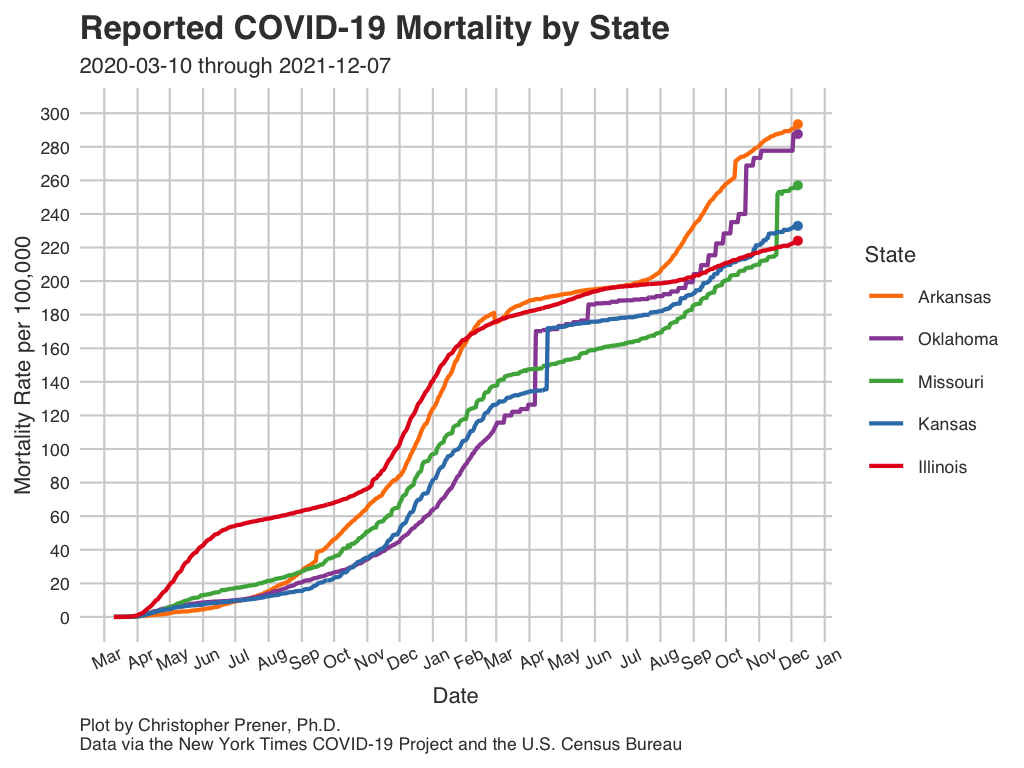 Reported COVID-19 Mortality by State
2020-03-10 through 2021-12-07
Mortality Rate per 100,000
300
280
260
240
220
200
180
160
140
120
100
80
60
40
20
0
Mar Apr May Jun Jul Aug Sep Oct Nov Dec Jan Feb Mar Apr May Jun Jul Aug Sep Oct Nov Dec Jan
Date
State
Arkansas
Oklahoma
Missouri
Kansas
Illinois
Plot by Christopher Prener, Ph.D.
Data via the New York Times COVID-19 Project and the U.S. Census Bureau